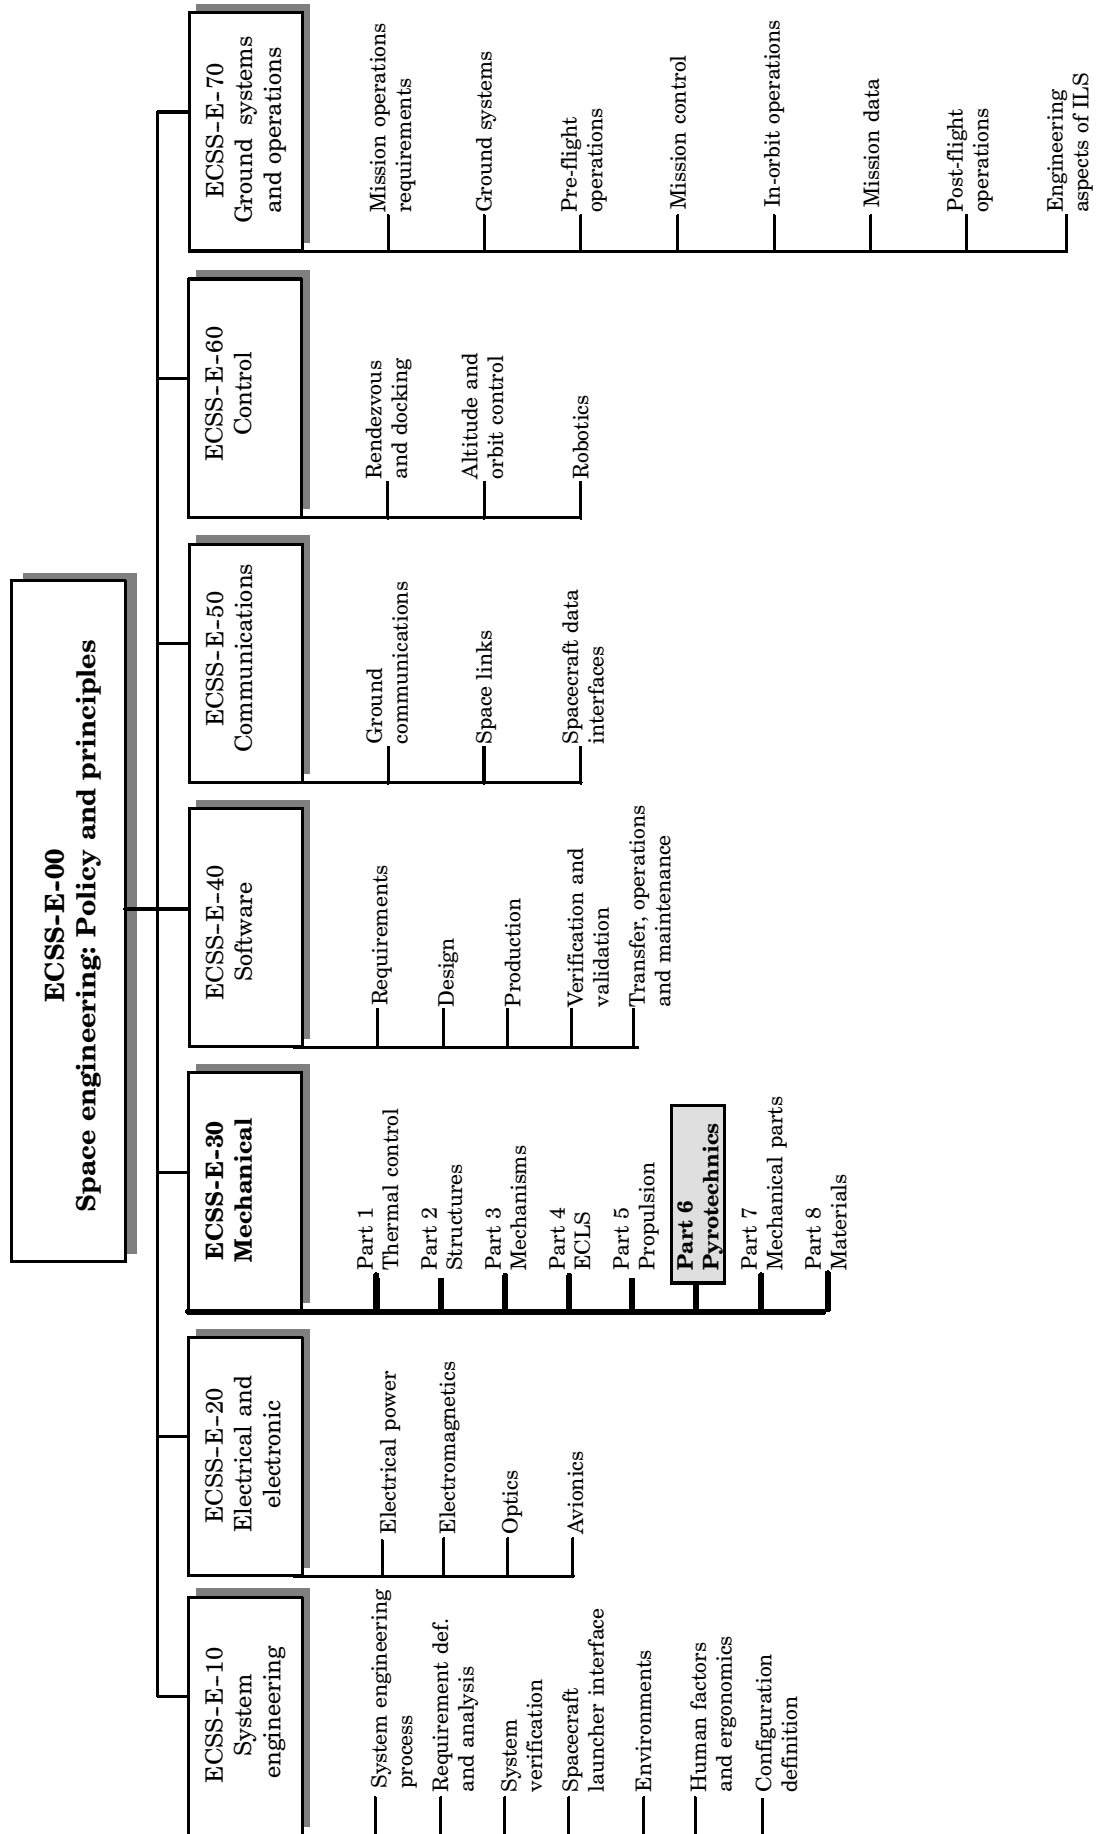 ECSS-E-00
Space engineering: Policy and principles
ECSS-E-10
System
engineering
System engineering
process
Requirement def.
and analysis
System
verification
Spacecraft
launcher interface
Environments
Human factors
and ergonomics
Configuration
definition
ECSS-E-20
Electrical and
electronic
Electrical power
Electromagnetics
Optics
Avionics
ECSS-E-30
Mechanical
Part 1
Thermal control
Part 2
Structures
Part 3
Mechanisms
Part 4
ECLS
Part 5
Propulsion
Part 6
Pyrotechnics
Part 7
Mechanical parts
Part 8
Materials
ECSS-E-40
Software
Requirements
Design
Production
Verification and
validation
Transfer, operations
and maintenance
ECSS-E-50
Communications
Ground
communications
Space links
Spacecraft data
interfaces
ECSS-E-60
Control
Rendezvous
and docking
Altitude and
orbit control
Robotics
ECSS-E-70
Ground systems
and operations
Mission operations
requirements
Ground systems
Pre-flight
operations
Mission control
In-orbit operations
Mission data
Post-flight
operations
Engineering
aspects of ILS